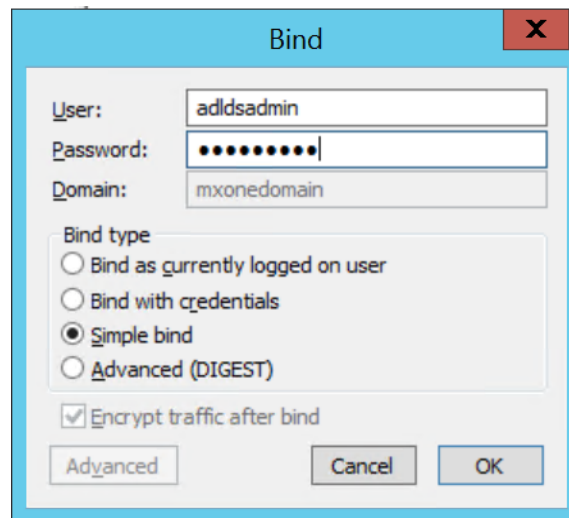 Bind
X
User: adldsadmin
Password: ●●●●●●●●●
Domain: mxonedomain
Bind type
Bind as currently logged on user
Bind with credentials
Simple bind
Advanced (DIGEST)
Encrypt traffic after bind
Advanced Cancel OK